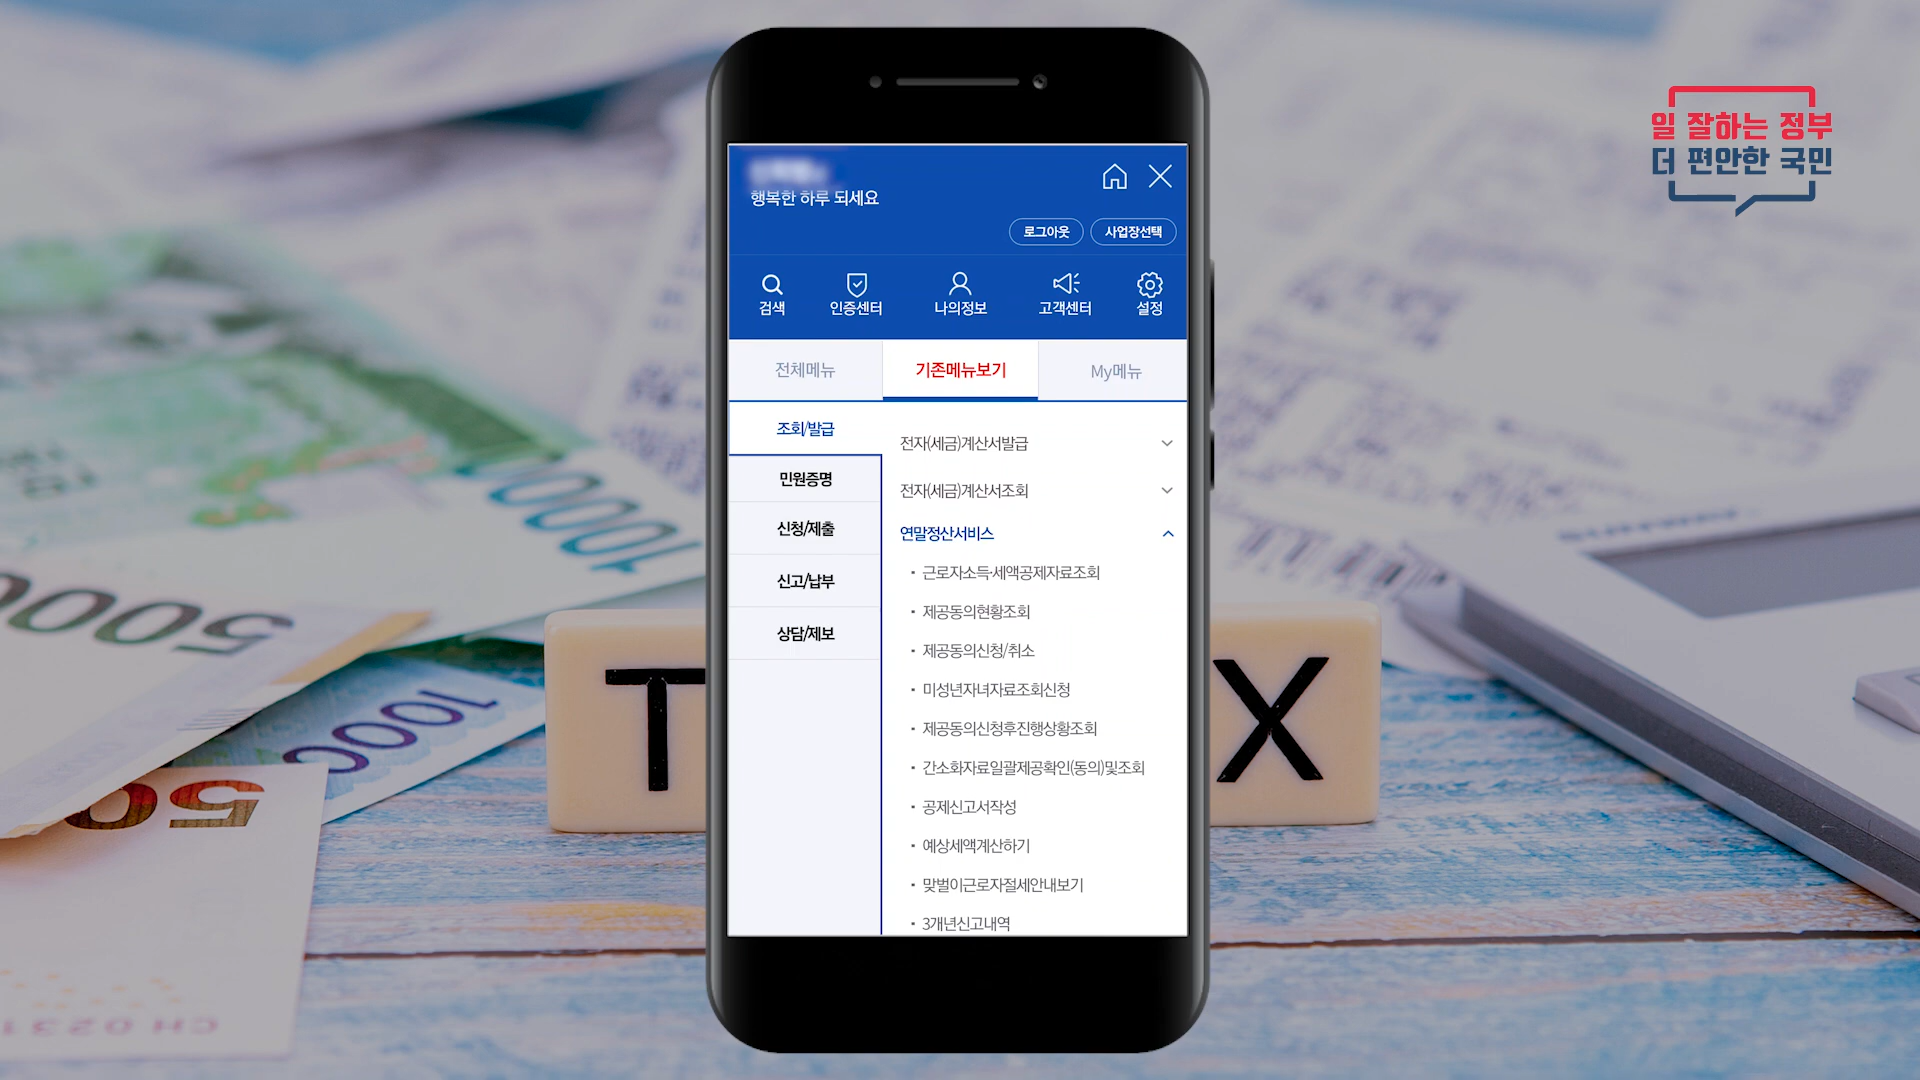 일 잘하는 정부
더 편안한 국민
행복한 하루 되세요
로그아웃
사업장선택
검색
인증센터
나의정보
고객센터
설정
전체메뉴
기존메뉴보기
My메뉴
조회/발급
민원증명
신청/제출
신고/납부
상담/제보
전자(세금)계산서발급
전자(세금)계산서조회
연말정산서비스
· 근로자소득·세액공제자료조회
· 제공동의현황조회
· 제공동의신청/취소
· 미성년자녀자료조회신청
· 제공동의신청후진행상황조회
· 간소화자료일괄제공확인(동의)및조회
· 공제신고서작성
· 예상세액계산하기
· 맞벌이근로자절세안내보기
· 3개년신고내역
T
X